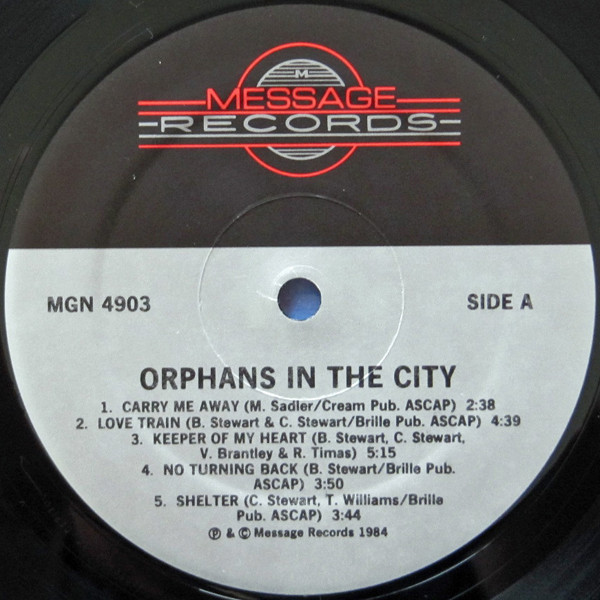 M
MESSAGE
RECORDS
MGN 4903
SIDE A
ORPHANS IN THE CITY
1. CARRY ME AWAY (M. Sadler/Cream Pub. ASCAP) 2:38
2. LOVE TRAIN (B. Stewart & C. Stewart/Brille Pub. ASCAP) 4:39
3. KEEPER OF MY HEART (B. Stewart, C. Stewart,
V. Brantley & R. Timas) 5:15
4. NO TURNING BACK (B. Stewart/Brille Pub.
ASCAP) 3:50
5. SHELTER (C. Stewart, T. Williams/Brille
Pub. ASCAP) 3:44
℗ & © Message Records 1984